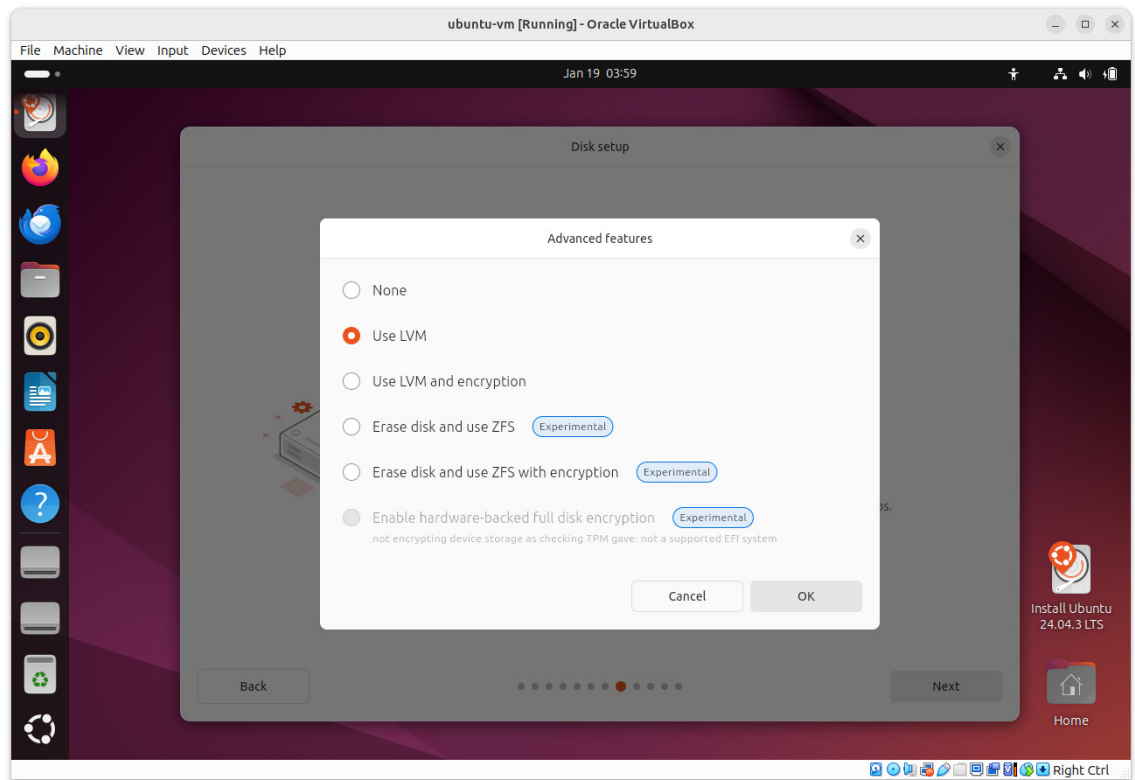 ubuntu-vm [Running] - Oracle VirtualBox
File Machine View Input Devices Help
Jan 19 03:59
Disk setup
Advanced features
None
Use LVM
Use LVM and encryption
Erase disk and use ZFS Experimental
Erase disk and use ZFS with encryption Experimental
Enable hardware-backed full disk encryption Experimental
not encrypting device storage as checking TPM gave: not a supported EFI system
Cancel OK
Install Ubuntu
24.04.3 LTS
Back Next
Home
Right Ctrl